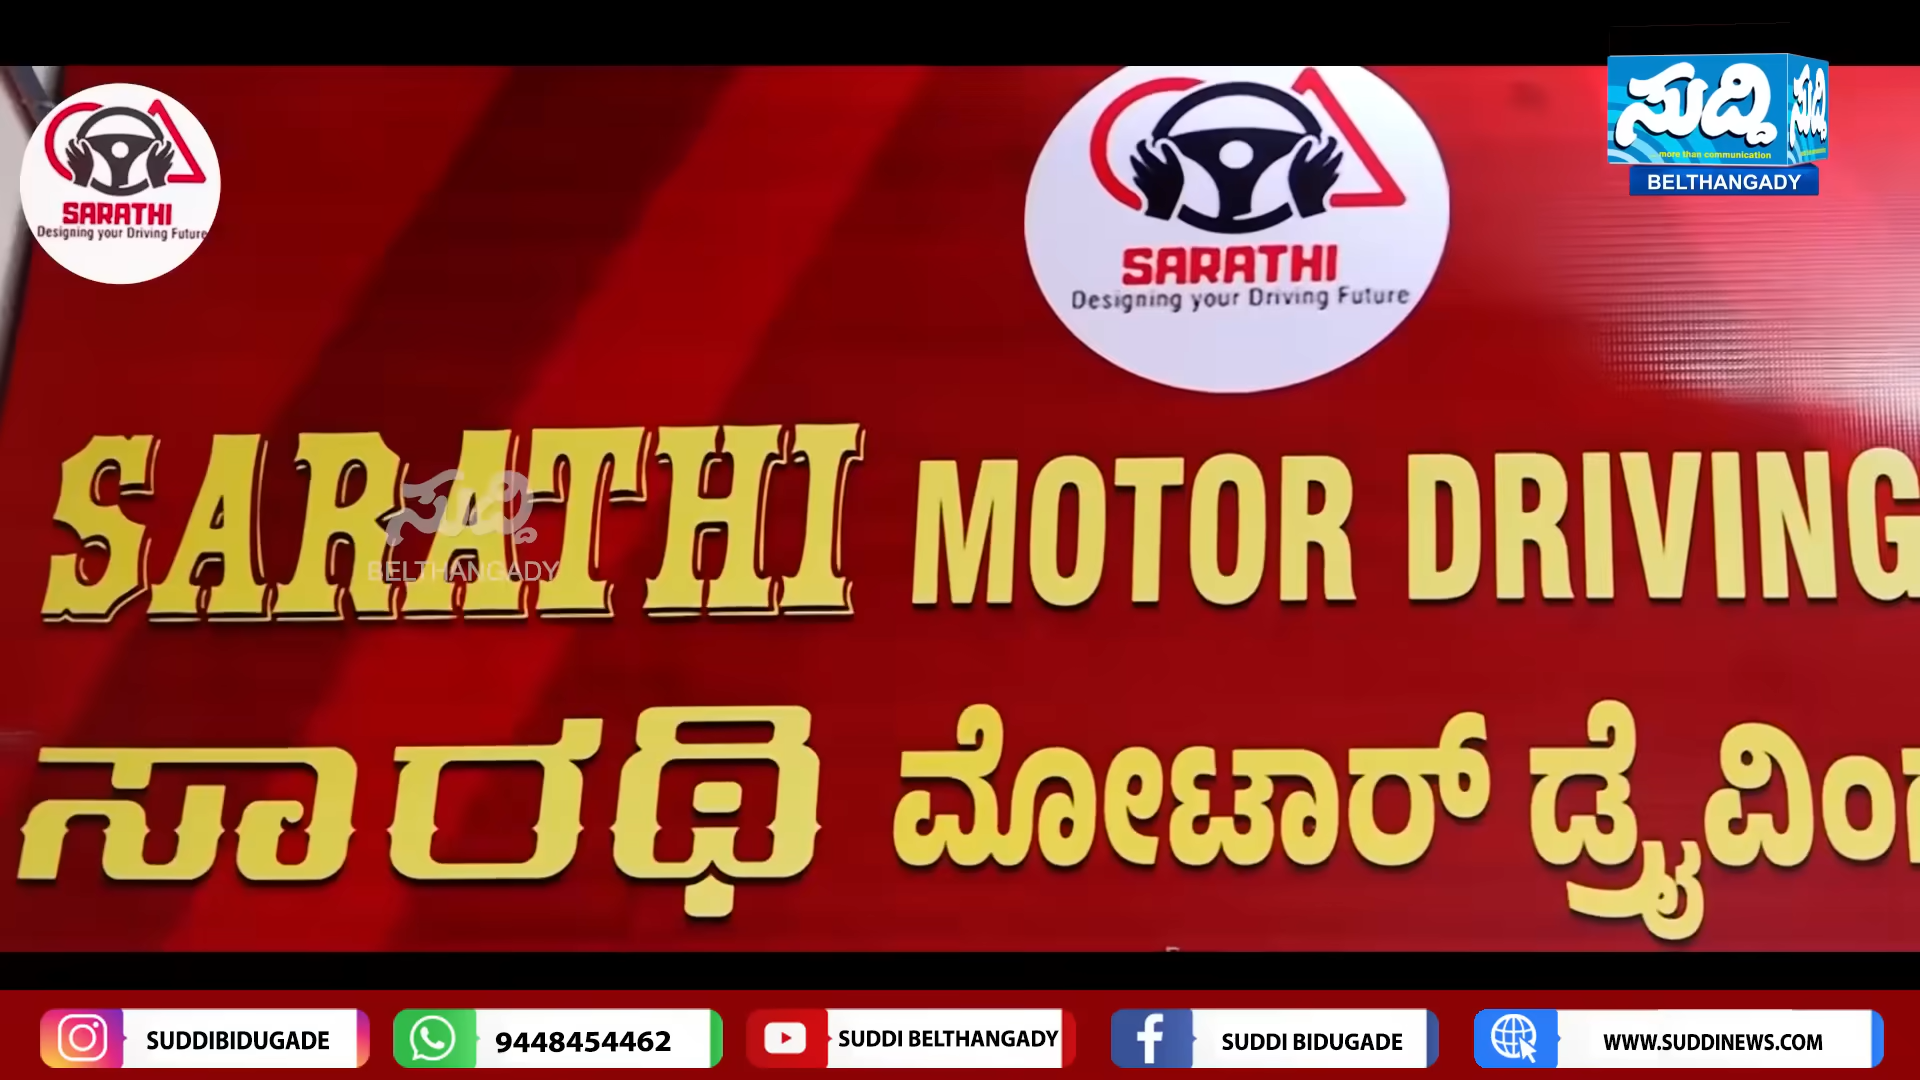 SARATHI
Designing your Driving Future
SARATHI
Designing your Driving Future
ಸುದ್ದಿ
ಸುದ್ದಿ
more than communication
BELTHANGADY
SARATHI MOTOR DRIVING
ಸುದ್ದಿ
BELTHANGADY
ಸಾರಥಿ ಮೋಟಾರ್ ಡ್ರೈವಿಂಗ
SUDDIBIDUGADE
9448454462
SUDDI BELTHANGADY
SUDDI BIDUGADE
WWW.SUDDINEWS.COM